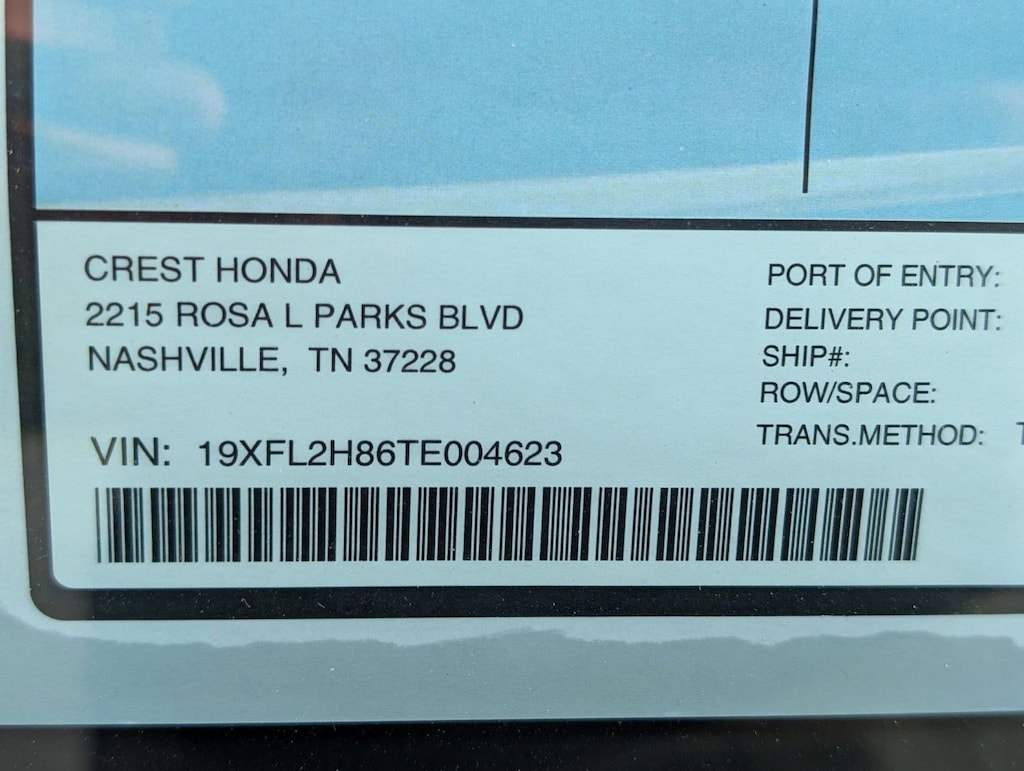 CREST HONDA
2215 ROSA L PARKS BLVD
NASHVILLE, TN 37228
VIN: 19XFL2H86TE004623
PORT OF ENTRY:
DELIVERY POINT:
SHIP#:
ROW/SPACE:
TRANS.METHOD: